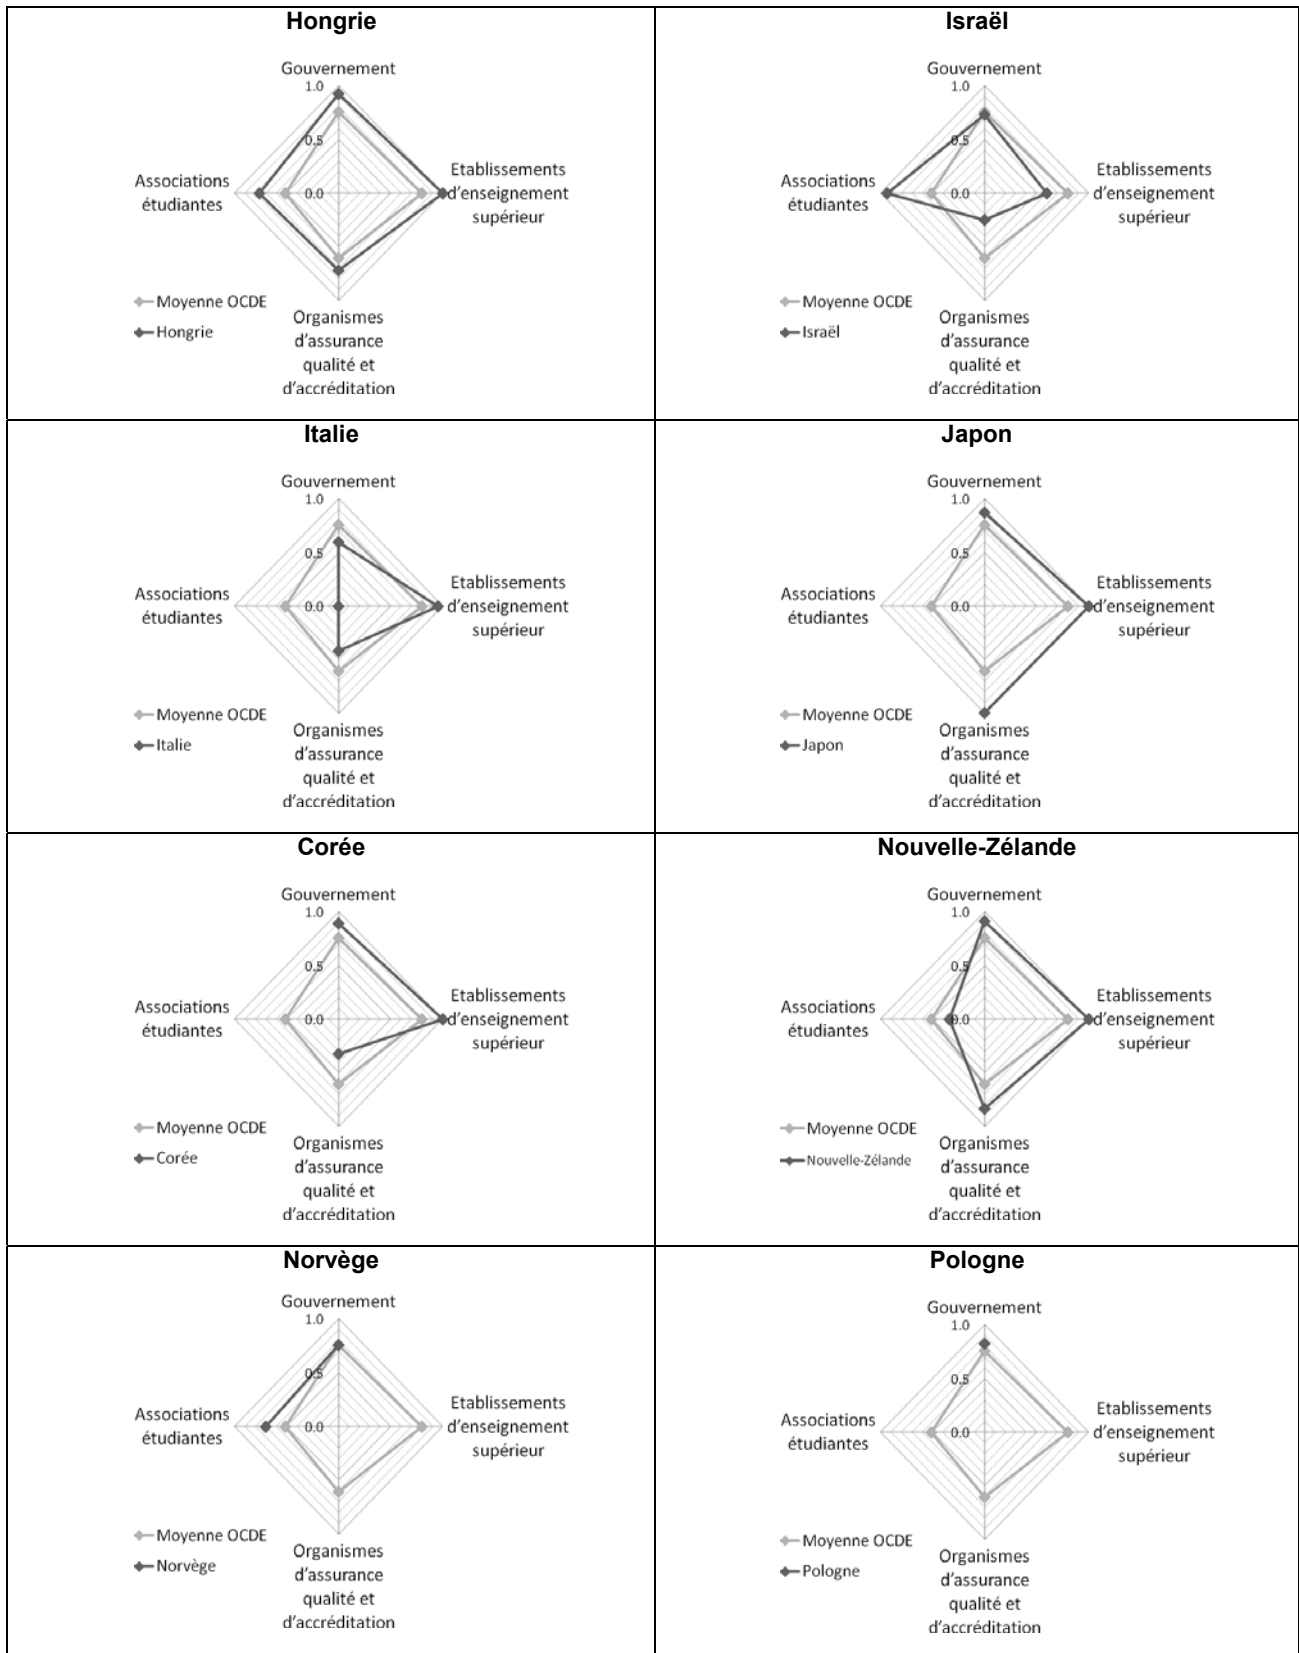 Hongrie
Gouvernement
1.0
0.5
0.0
Associations
étudiantes
Etablissements
d'enseignement
supérieur
Moyenne OCDE
Hongrie
Organismes
d'assurance
qualité et
d'accréditation
Israël
Gouvernement
1.0
0.5
0.0
Associations
étudiantes
Etablissements
d'enseignement
supérieur
Moyenne OCDE
Israël
Organismes
d'assurance
qualité et
d'accréditation
Italie
Gouvernement
1.0
0.5
0.0
Associations
étudiantes
Etablissements
d'enseignement
supérieur
Moyenne OCDE
Italie
Organismes
d'assurance
qualité et
d'accréditation
Japon
Gouvernement
1.0
0.5
0.0
Associations
étudiantes
Etablissements
d'enseignement
supérieur
Moyenne OCDE
Japon
Organismes
d'assurance
qualité et
d'accréditation
Corée
Gouvernement
1.0
0.5
0.0
Associations
étudiantes
Etablissements
d'enseignement
supérieur
Moyenne OCDE
Corée
Organismes
d'assurance
qualité et
d'accréditation
Nouvelle-Zélande
Gouvernement
1.0
0.5
0.0
Associations
étudiantes
Etablissements
d'enseignement
supérieur
Moyenne OCDE
Nouvelle-Zélande
Organismes
d'assurance
qualité et
d'accréditation
Norvège
Gouvernement
1.0
0.5
0.0
Associations
étudiantes
Etablissements
d'enseignement
supérieur
Moyenne OCDE
Norvège
Organismes
d'assurance
qualité et
d'accréditation
Pologne
Gouvernement
1.0
0.5
0.0
Associations
étudiantes
Etablissements
d'enseignement
supérieur
Moyenne OCDE
Pologne
Organismes
d'assurance
qualité et
d'accréditation